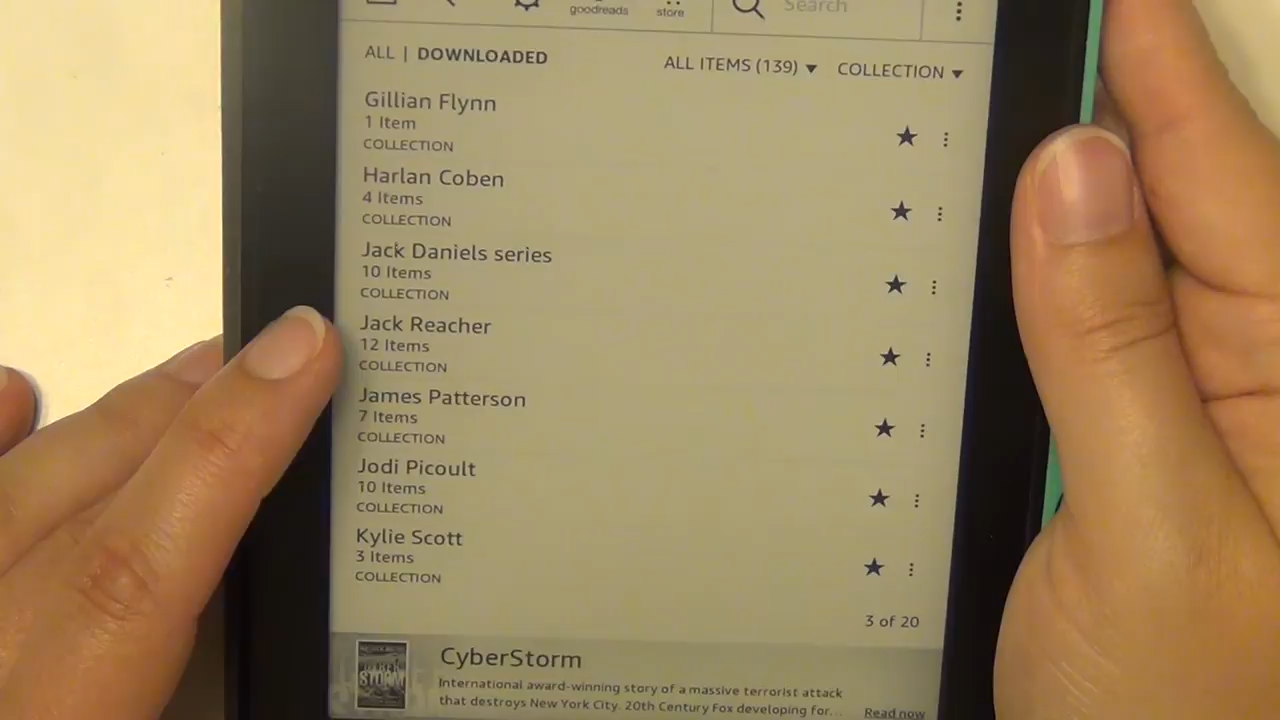 goodreads
store
Search
ALL | DOWNLOADED
ALL ITEMS (139) ▼
COLLECTION ▼
Gillian Flynn
1 Item
COLLECTION
Harlan Coben
4 Items
COLLECTION
Jack Daniels series
10 Items
COLLECTION
Jack Reacher
12 Items
COLLECTION
James Patterson
7 Items
COLLECTION
Jodi Picoult
10 Items
COLLECTION
Kylie Scott
3 Items
COLLECTION
3 of 20
CyberStorm
International award-winning story of a massive terrorist attack
that destroys New York City. 20th Century Fox developing for...
Read now